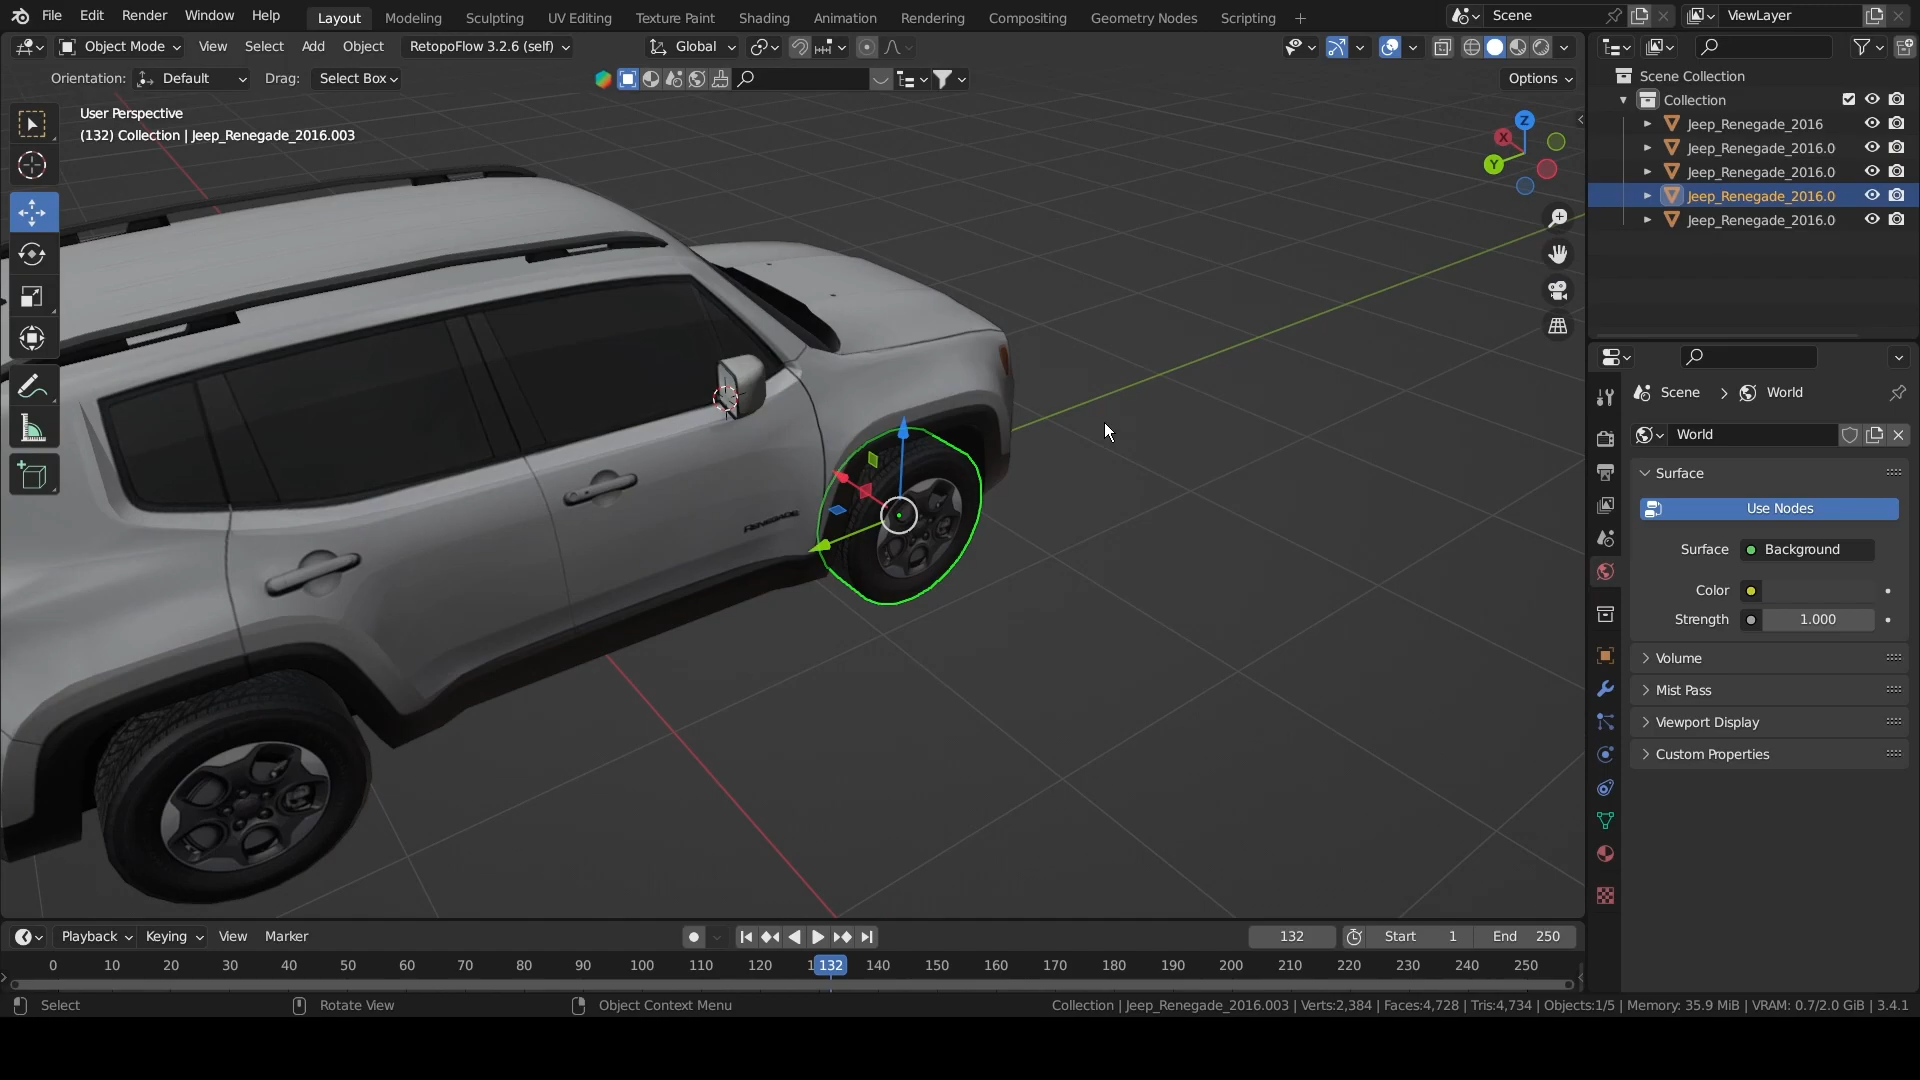 File Edit Render Window Help Layout Modeling Sculpting UV Editing Texture Paint Shading Animation Rendering Compositing Geometry Nodes Scripting + Scene ViewLayer
Object Mode View Select Add Object RetopoFlow 3.2.6 (self) Global
Orientation: Default Drag: Select Box Options
User Perspective
(132) Collection | Jeep_Renegade_2016.003
Z
X
Y
RENEGADE
Scene Collection
Collection
Jeep_Renegade_2016
Jeep_Renegade_2016.0
Jeep_Renegade_2016.0
Jeep_Renegade_2016.0
Jeep_Renegade_2016.0
Scene > World
World
Surface
Use Nodes
Surface Background
Color
Strength 1.000
Volume
Mist Pass
Viewport Display
Custom Properties
Playback Keying View Marker 132 Start 1 End 250
0 10 20 30 40 50 60 70 80 90 100 110 120 132 140 150 160 170 180 190 200 210 220 230 240 250
Select Rotate View Object Context Menu Collection | Jeep_Renegade_2016.003 | Verts:2,384 | Faces:4,728 | Tris:4,734 | Objects:1/5 | Memory: 35.9 MiB | VRAM: 0.7/2.0 GiB | 3.4.1